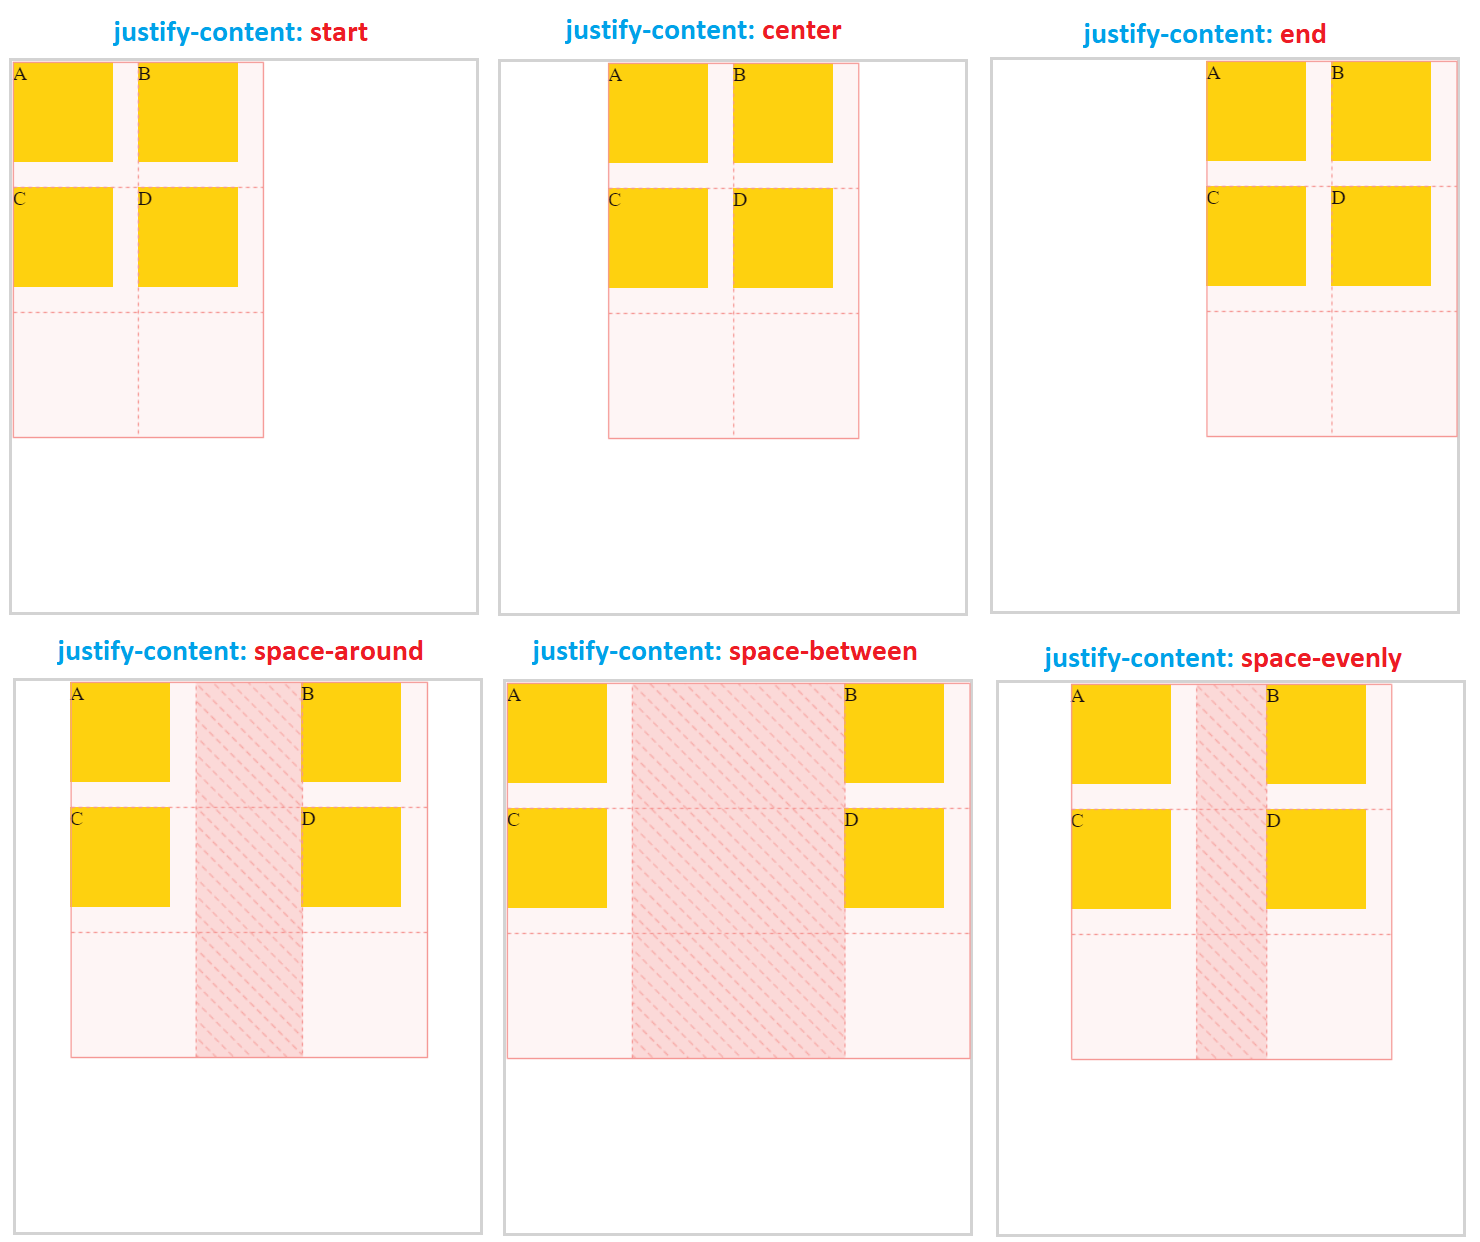 justify-content: start
justify-content: center
justify-content: end
A B
C D
A B
C D
A B
C D
justify-content: space-around
justify-content: space-between
justify-content: space-evenly
A B
C D
A B
C D
A B
C D